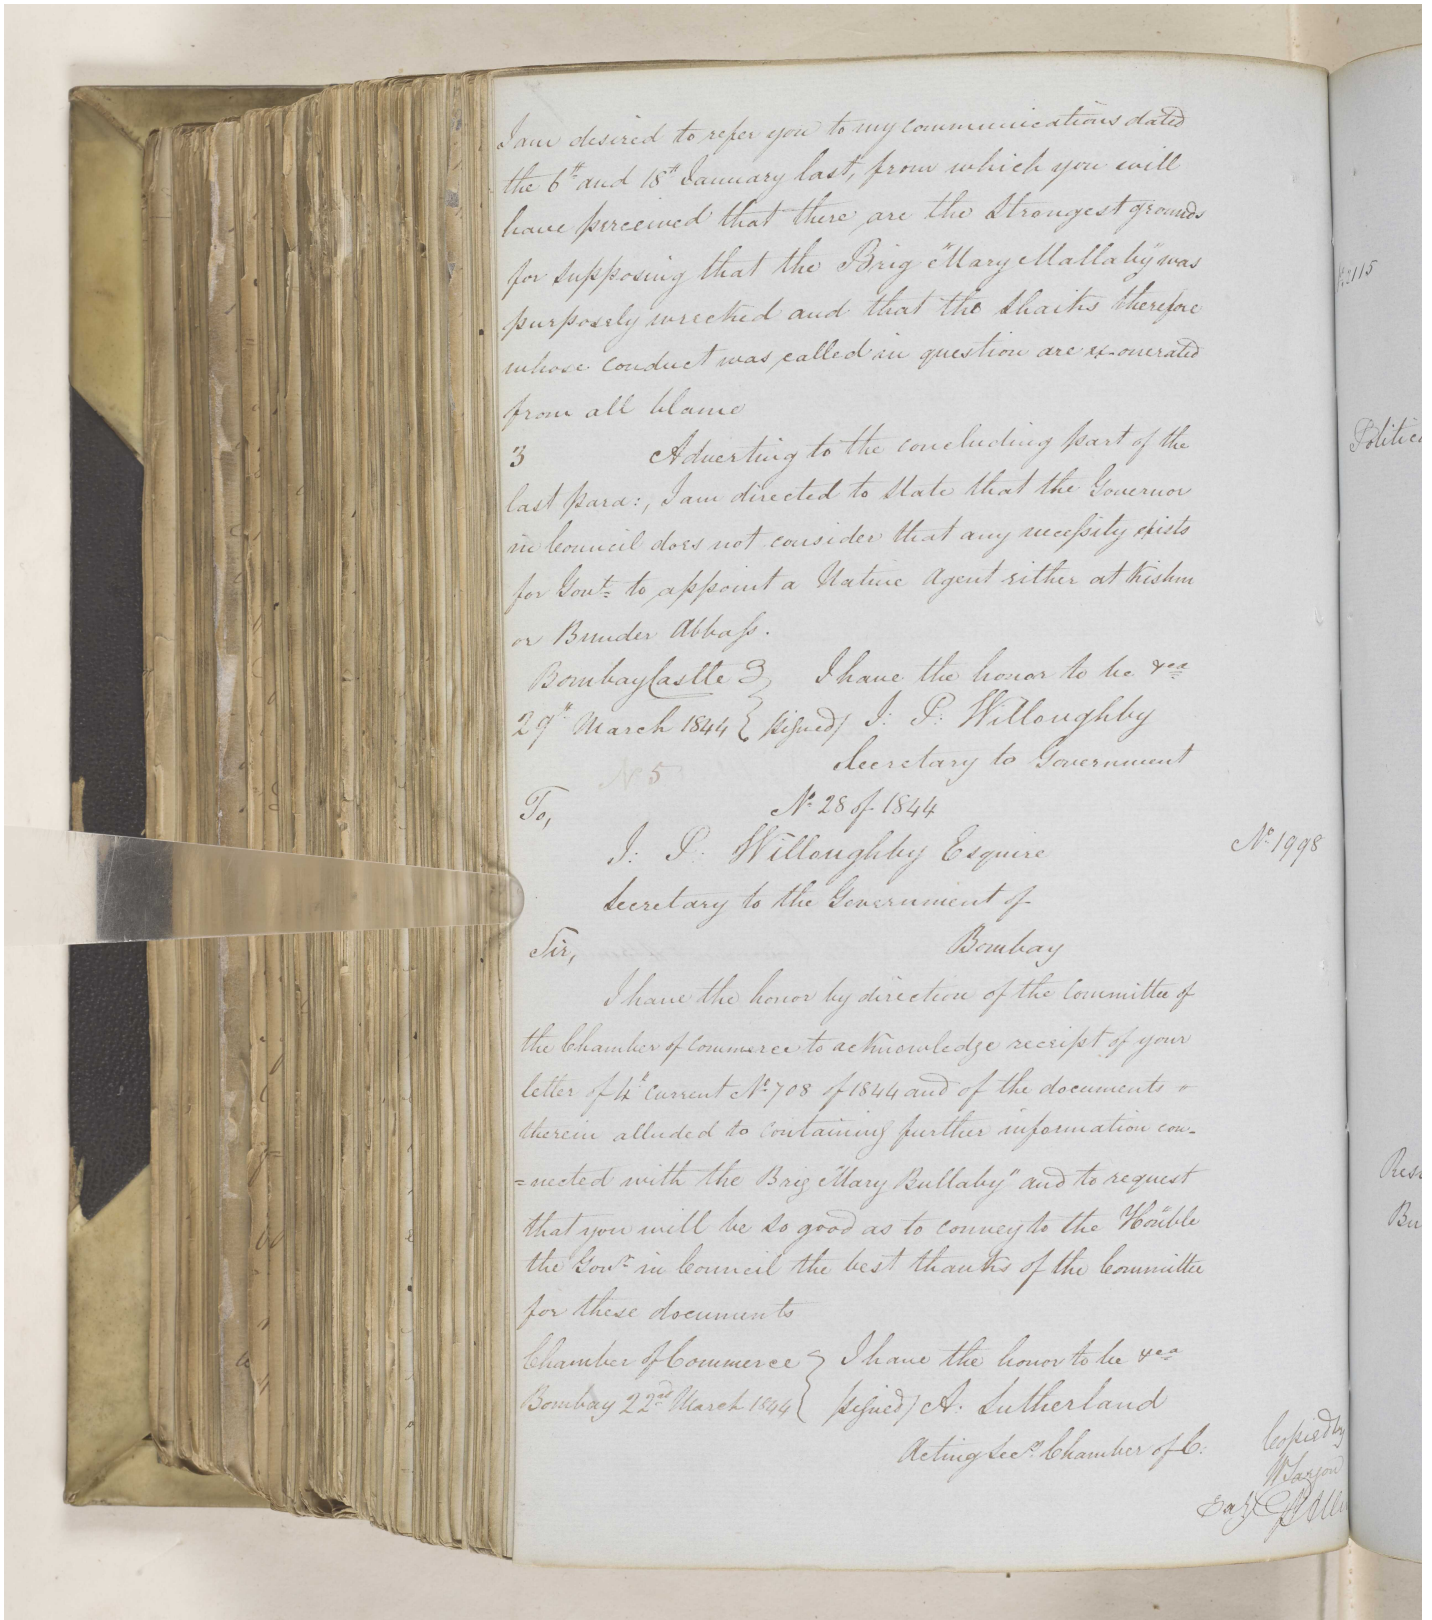 I am desired to refer you to my communications dated
the 6th and 18th January last, from which you will
have perceived that there are the strongest grounds
for supposing that the Brig "Mary Mallaby" was
purposely wrecked and that the Shaiks therefore
whose conduct was called in question are ex-onerated
from all blame
3 Adverting to the concluding part of the
last para:, I am directed to state that the Governor
in Council does not consider that any necessity exists
for Govt. to appoint a Native Agent either at Kishm
or Bunder Abbass.
Bombay Castle } I have the honor to be &ca
29th March 1844 } signed/ J: P: Willoughby
Secretary to Government
No 5
To, No. 28 of 1844
J: P: Willoughby Esquire No. 1998
Secretary to the Government of
Sir, Bombay
I have the honor by direction of the Committee of
the Chamber of Commerce to acknowledge receipt of your
letter of 4th Current No. 708 of 1844 and of the documents
therein alluded to containing further information con-
=nected with the Brig "Mary Bullaby" and to request
that you will be so good as to convey to the Honble
the Govr. in Council the best thanks of the Committee
for these documents
Chamber of Commerce } I have the honor to be &ca
Bombay 22nd March 1844 } signed/ A. Sutherland
Acting Secy. Chamber of C:
Copied by
Exd
2115
Politic
Res
Bu